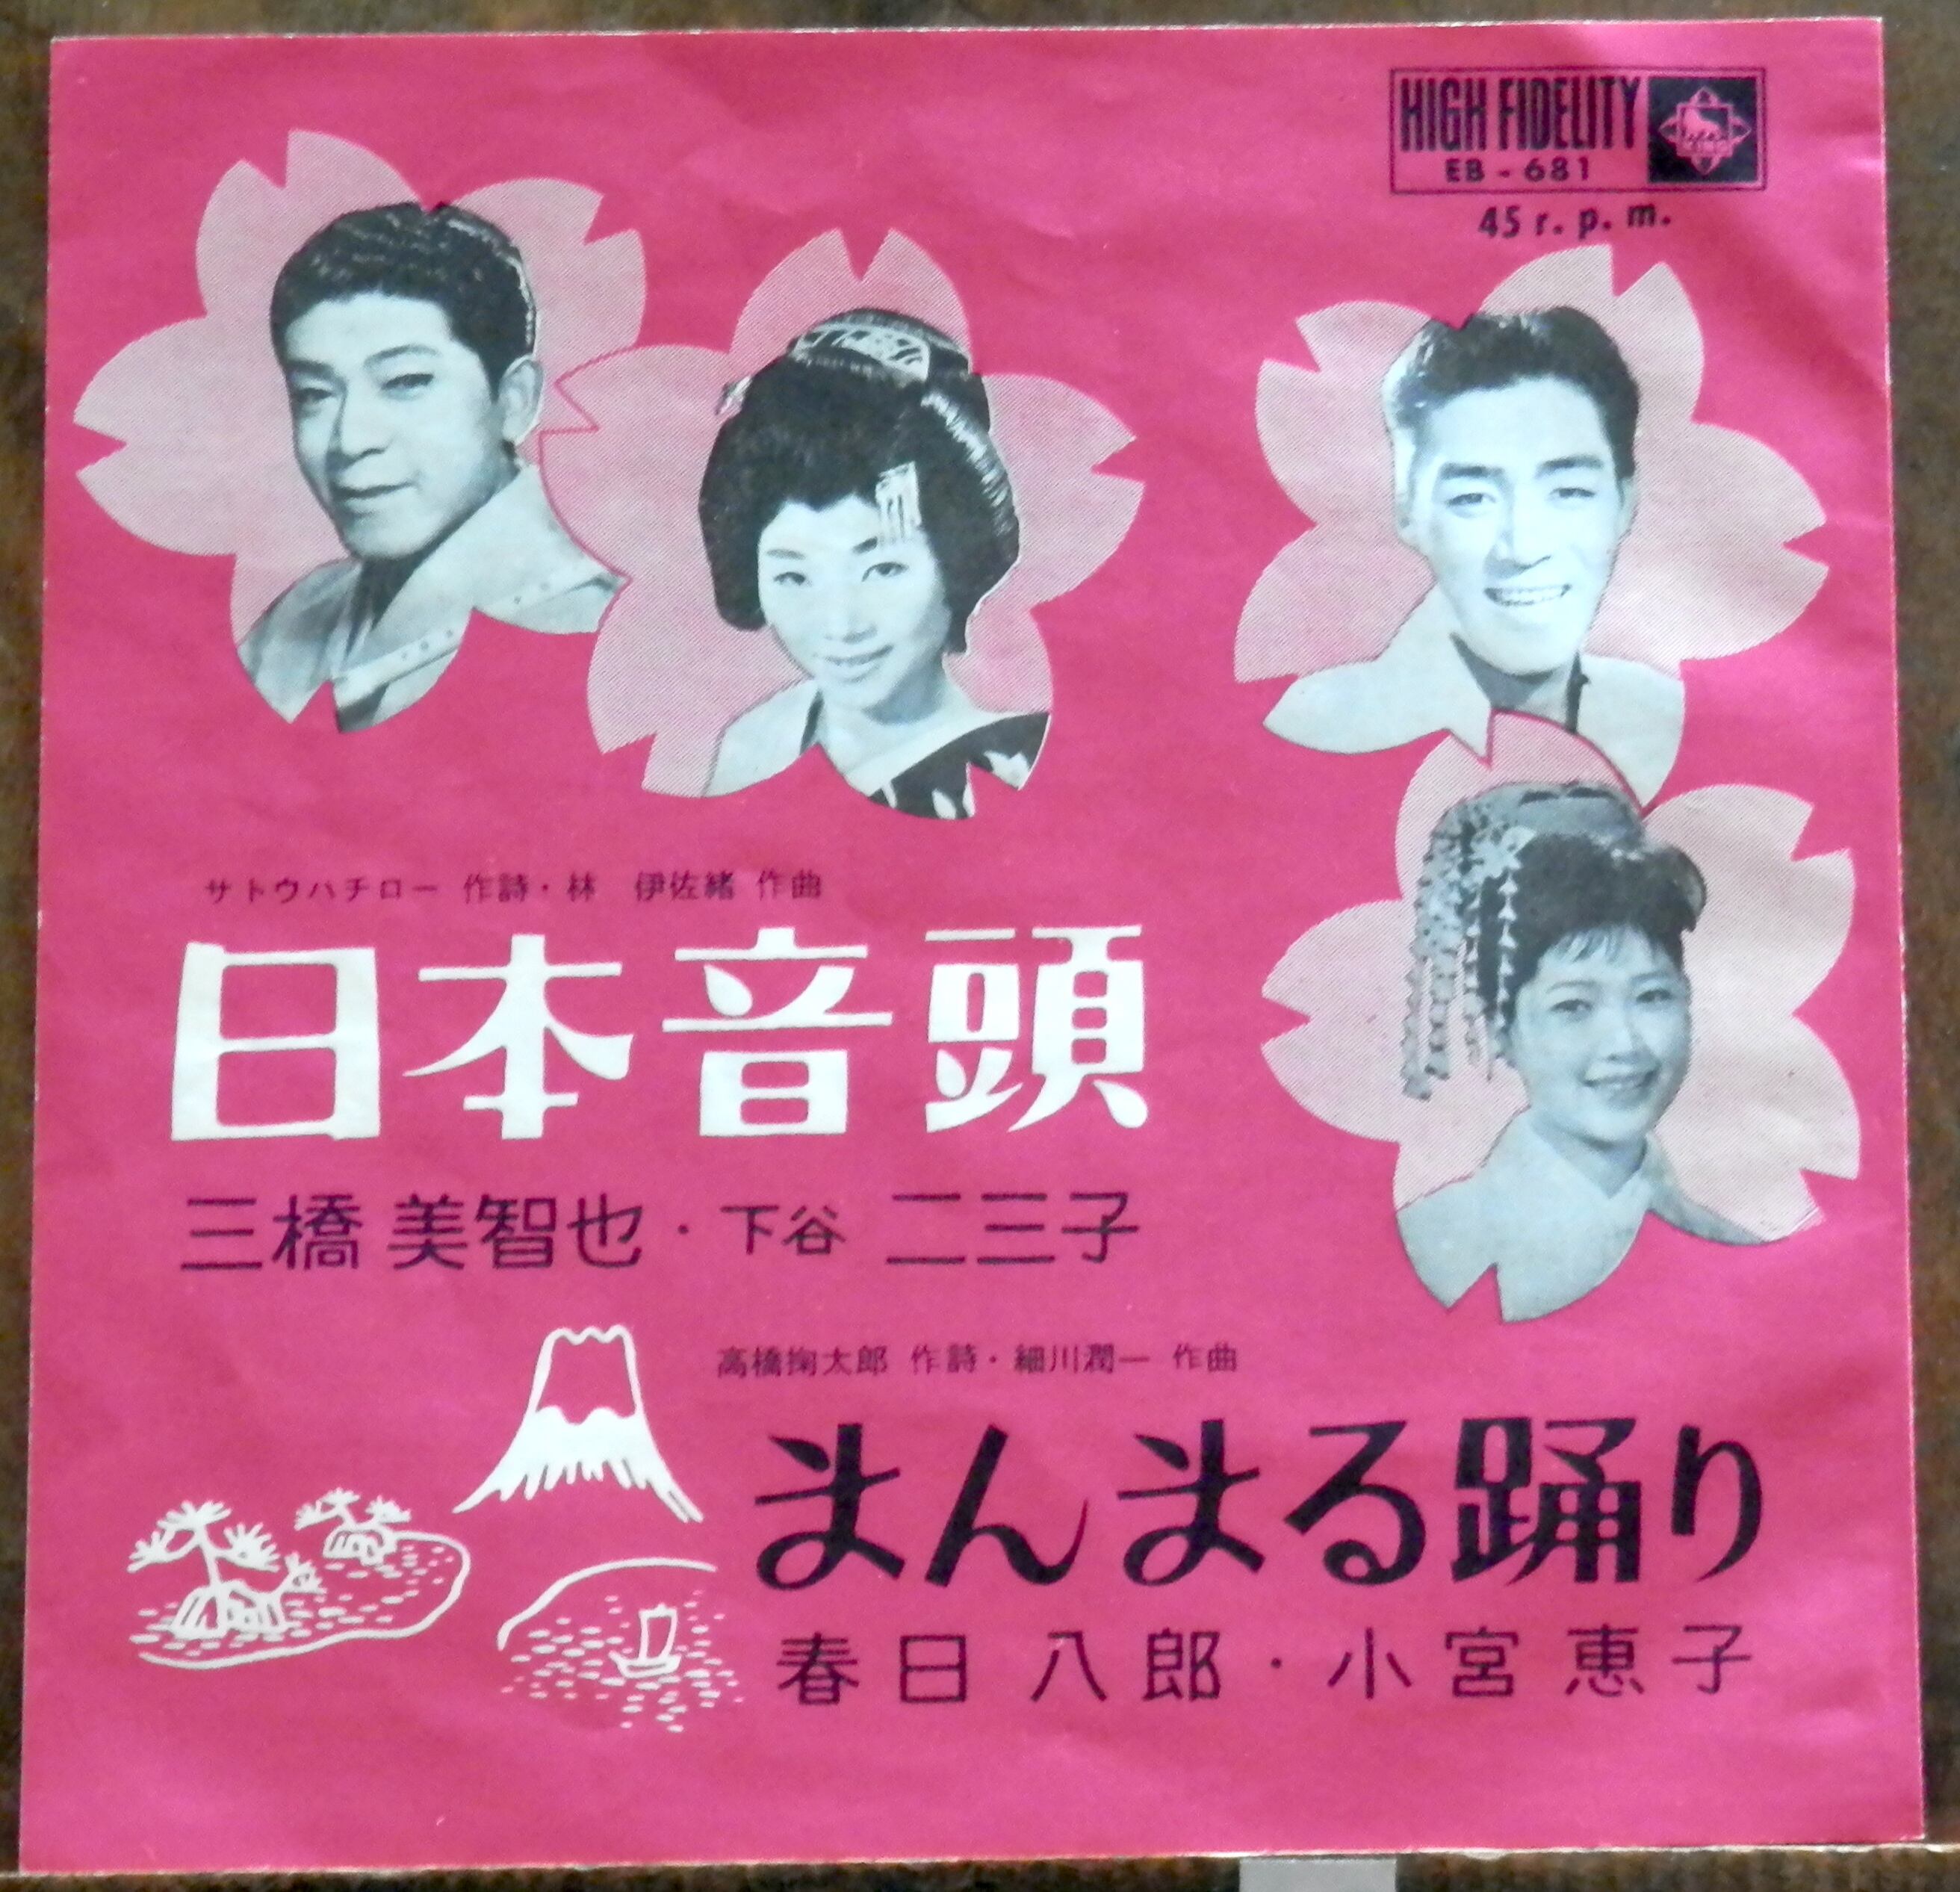 HIGH FIDELITY
EB-681
KING
45 r. p. m.
サトウハチロー 作詩・林 伊佐緒 作曲
日本音頭
三橋 美智也・下谷 二三子
高橋掬太郎 作詩・細川潤一 作曲
まんまる踊り
春日 八郎・小宮 恵子